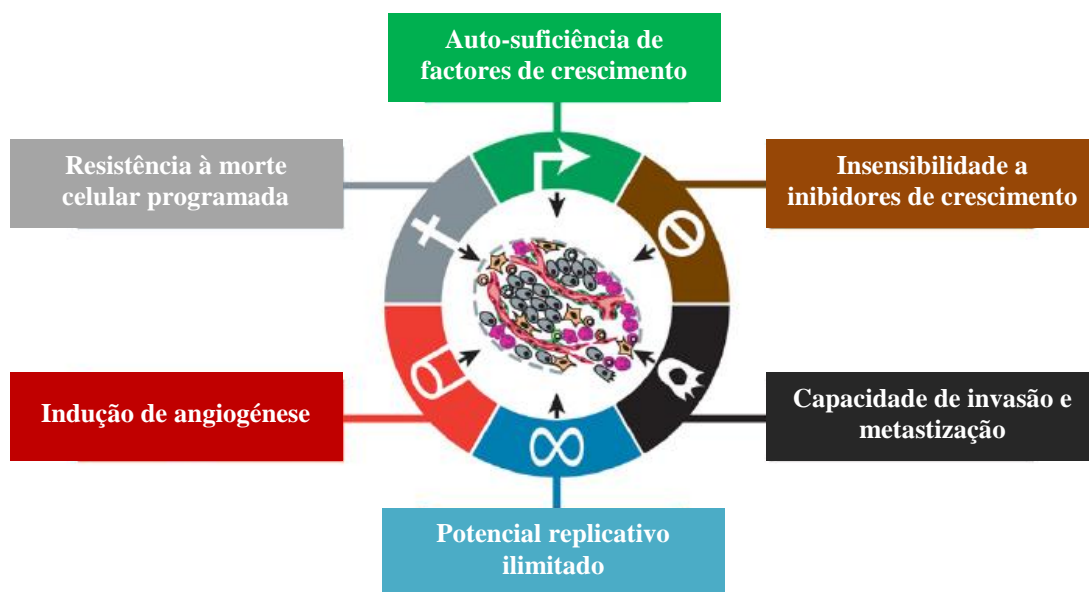 Auto-suficiência de
factores de crescimento
Resistência à morte
celular programada
Insensibilidade a
inibidores de crescimento
Indução de angiogénese
Capacidade de invasão e
metastização
Potencial replicativo
ilimitado